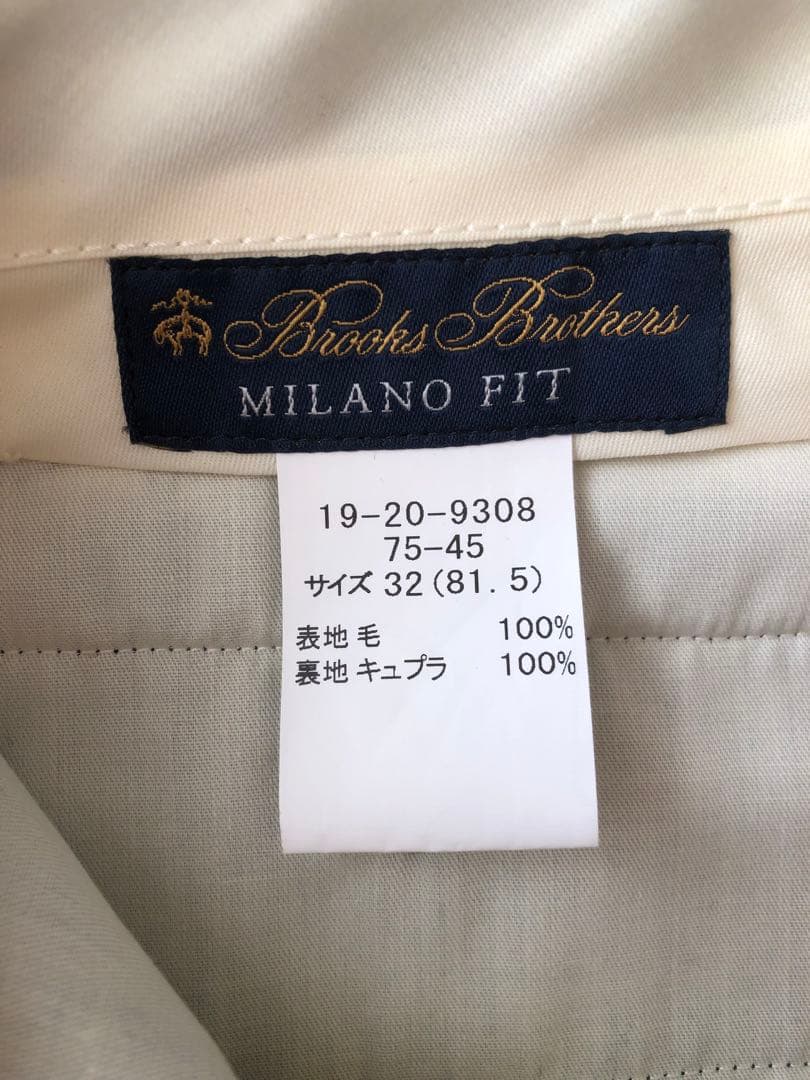 Brooks Brothers
MILANO FIT
19-20-9308
75-45
サイズ 32(81.5)
表地 毛 100%
裏地 キュプラ 100%